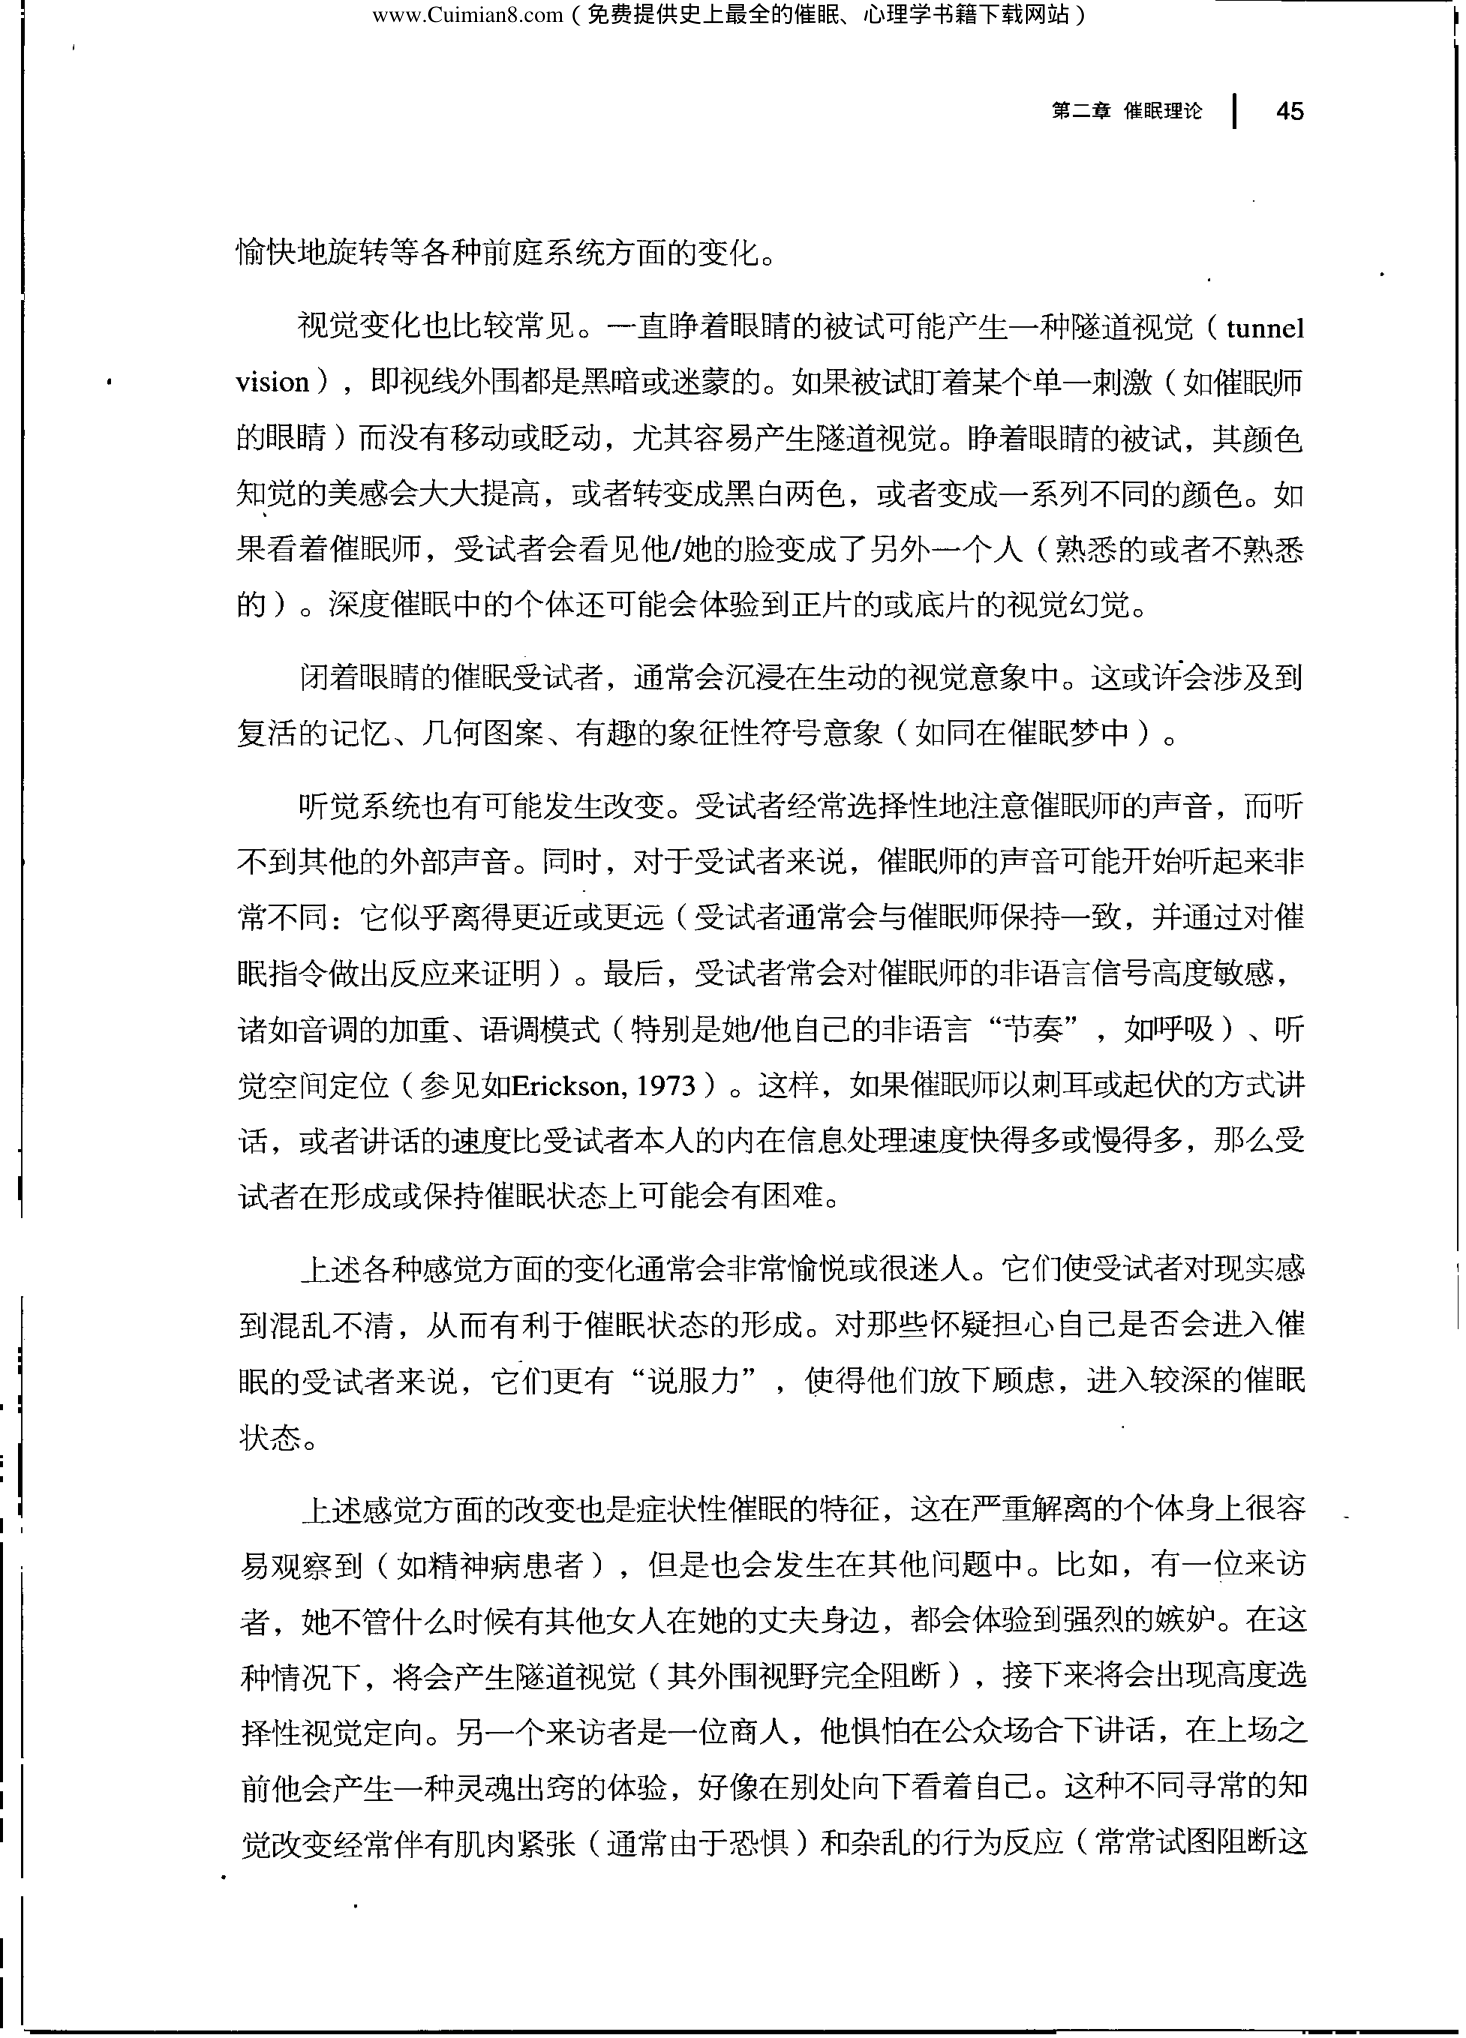 www.Cuimian8.com（免费提供史上最全的催眠、心理学书籍下载网站）
第二章 催眠理论 45
愉快地旋转等各种前庭系统方面的变化。
视觉变化也比较常见。一直睁着眼睛的被试可能产生一种隧道视觉（tunnel
vision），即视线外围都是黑暗或迷蒙的。如果被试盯着某个单一刺激（如催眠师
的眼睛）而没有移动或眨动，尤其容易产生隧道视觉。睁着眼睛的被试，其颜色
知觉的美感会大大提高，或者转变成黑白两色，或者变成一系列不同的颜色。如
果看着催眠师，受试者会看见他/她的脸变成了另外一个人（熟悉的或者不熟悉
的）。深度催眠中的个体还可能会体验到正片的或底片的视觉幻觉。
闭着眼睛的催眠受试者，通常会沉浸在生动的视觉意象中。这或许会涉及到
复活的记忆、几何图案、有趣的象征性符号意象（如同在催眠梦中）。
听觉系统也有可能发生改变。受试者经常选择性地注意催眠师的声音，而听
不到其他的外部声音。同时，对于受试者来说，催眠师的声音可能开始听起来非
常不同：它似乎离得更近或更远（受试者通常会与催眠师保持一致，并通过对催
眠指令做出反应来证明）。最后，受试者常会对催眠师的非语言信号高度敏感，
诸如音调的加重、语调模式（特别是她/他自己的非语言“节奏”，如呼吸）、听
觉空间定位（参见如Erickson, 1973）。这样，如果催眠师以刺耳或起伏的方式讲
话，或者讲话的速度比受试者本人的内在信息处理速度快得多或慢得多，那么受
试者在形成或保持催眠状态上可能会有困难。
上述各种感觉方面的变化通常会非常愉悦或很迷人。它们使受试者对现实感
到混乱不清，从而有利于催眠状态的形成。对那些怀疑担心自己是否会进入催
眠的受试者来说，它们更有“说服力”，使得他们放下顾虑，进入较深的催眠
状态。
上述感觉方面的改变也是症状性催眠的特征，这在严重解离的个体身上很容
易观察到（如精神病患者），但是也会发生在其他问题中。比如，有一位来访
者，她不管什么时候有其他女人在她的丈夫身边，都会体验到强烈的嫉妒。在这
种情况下，将会产生隧道视觉（其外围视野完全阻断），接下来将会出现高度选
择性视觉定向。另一个来访者是一位商人，他惧怕在公众场合下讲话，在上场之
前他会产生一种灵魂出窍的体验，好像在别处向下看着自己。这种不同寻常的知
觉改变经常伴有肌肉紧张（通常由于恐惧）和杂乱的行为反应（常常试图阻断这